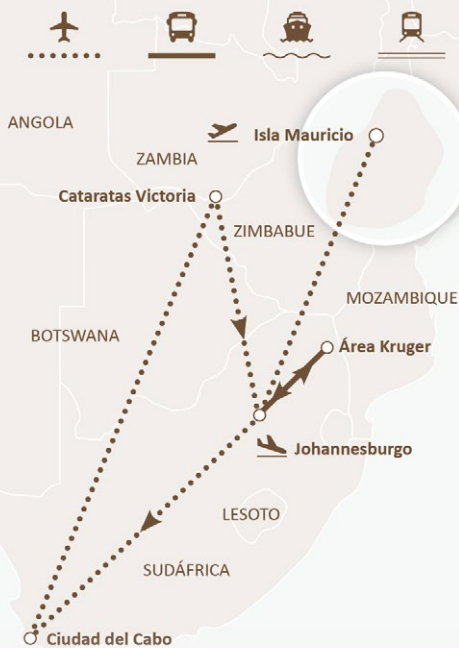 ANGOLA
Isla Mauricio
ZAMBIA
Cataratas Victoria
ZIMBABUE
MOZAMBIQUE
BOTSWANA
Área Kruger
Johannesburgo
LESOTO
SUDÁFRICA
Ciudad del Cabo